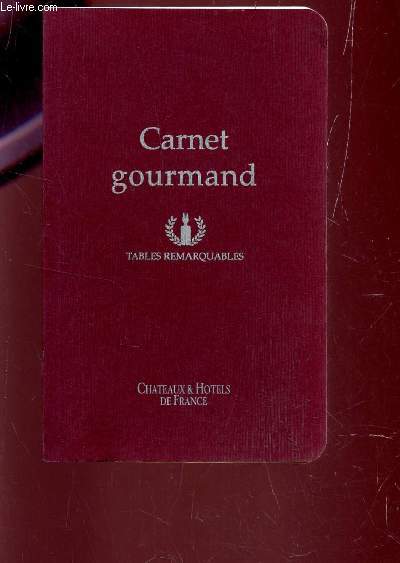 Le-livre.com
Carnet
gourmand
TABLES REMARQUABLES
CHATEAUX & HOTELS
DE FRANCE